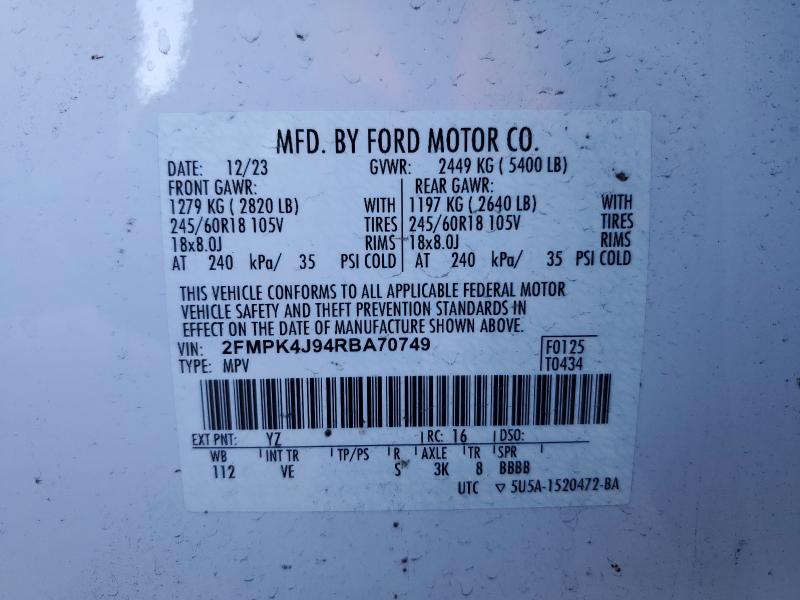 MFD. BY FORD MOTOR CO.
DATE: 12/23 GVWR: 2449 KG ( 5400 LB)
FRONT GAWR: REAR GAWR:
1279 KG ( 2820 LB) WITH 1197 KG ( 2640 LB) WITH
245/60R18 105V TIRES 245/60R18 105V TIRES
18x8.0J RIMS 18x8.0J RIMS
AT 240 kPa/ 35 PSI COLD AT 240 kPa/ 35 PSI COLD
THIS VEHICLE CONFORMS TO ALL APPLICABLE FEDERAL MOTOR
VEHICLE SAFETY AND THEFT PREVENTION STANDARDS IN
EFFECT ON THE DATE OF MANUFACTURE SHOWN ABOVE.
VIN: 2FMPK4J94RBA70749 F0125
TYPE: MPV T0434
EXT PNT: YZ RC: 16 DSO:
WB INT TR TP/PS R AXLE TR SPR
112 VE S 3K 8 BBBB
UTC ▽ 5U5A-1520472-BA